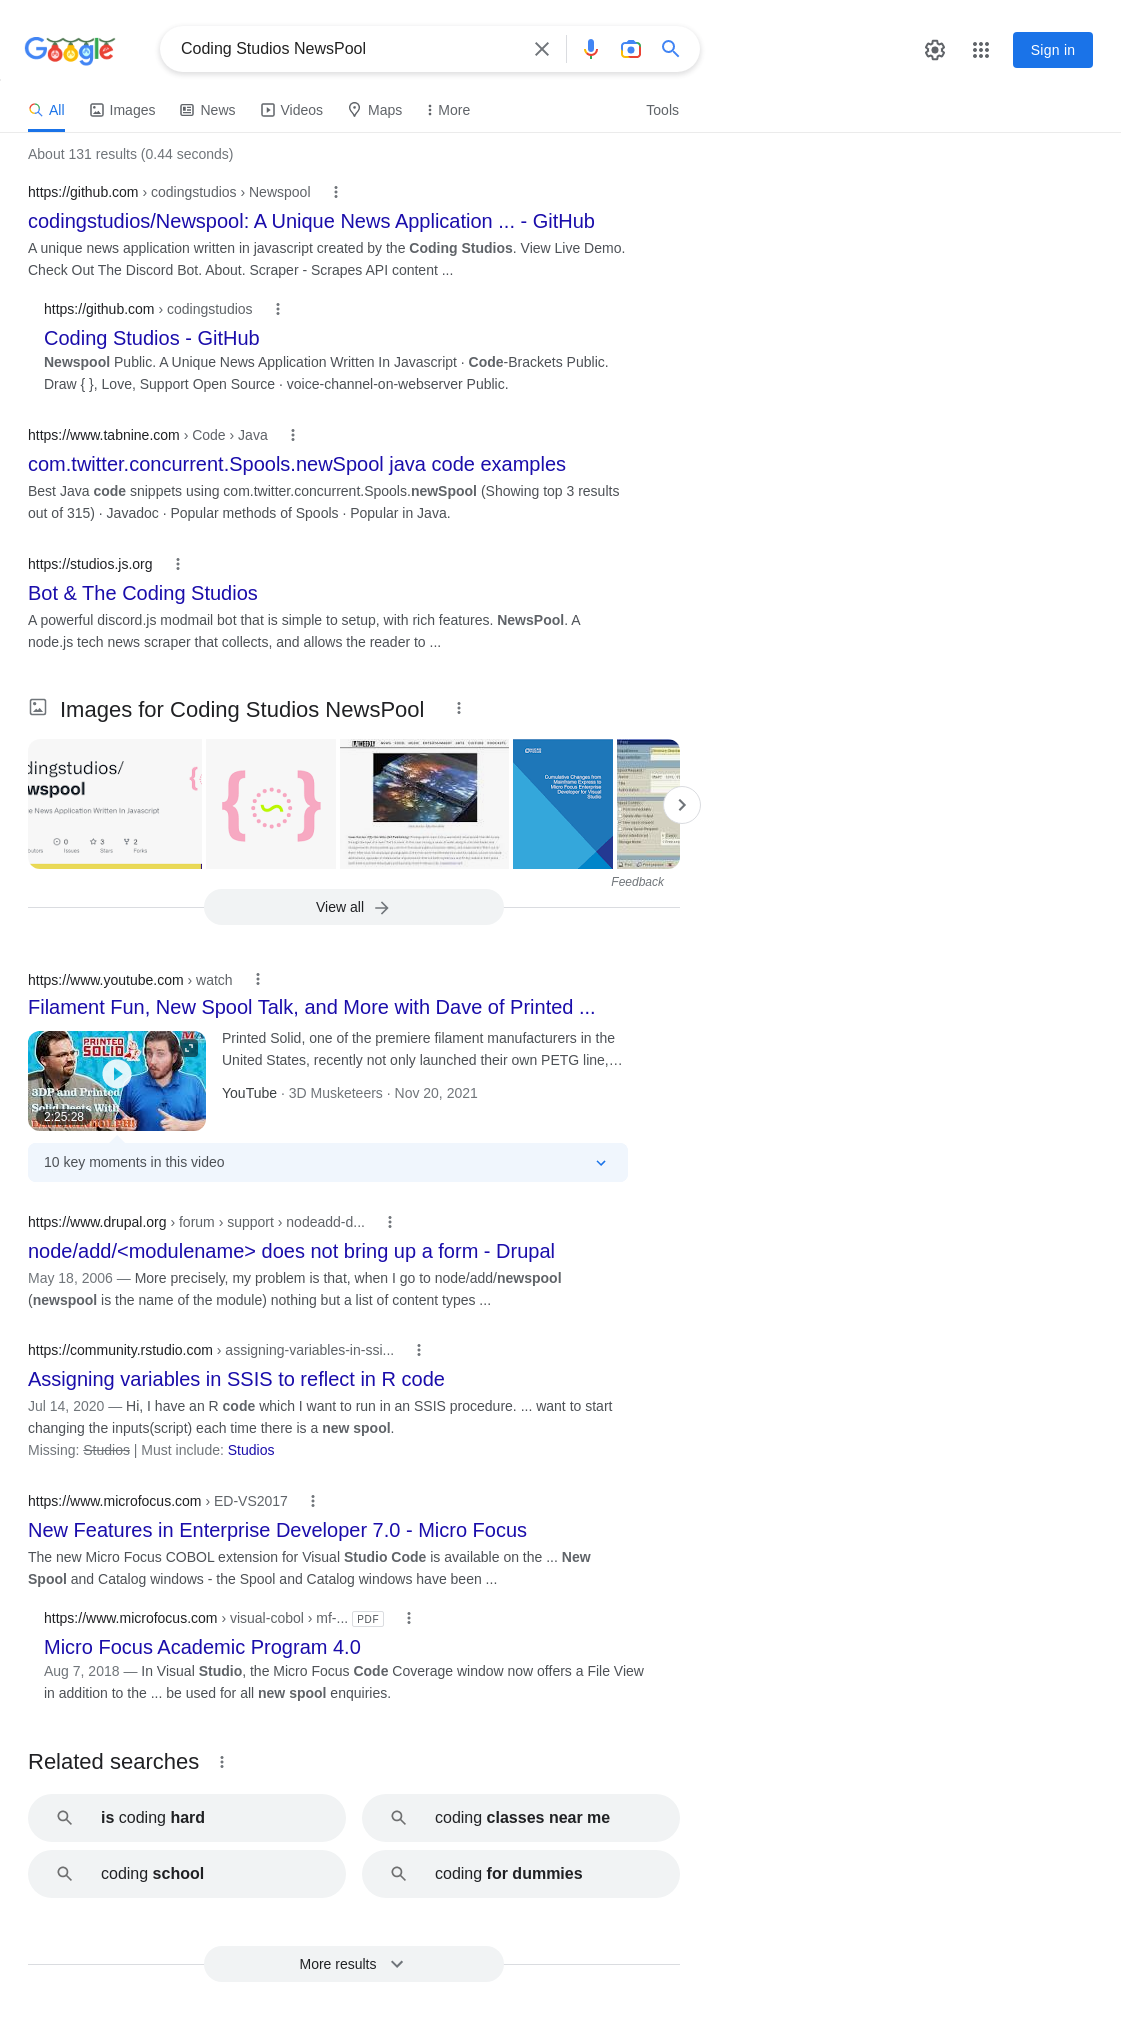 Google
Coding Studios NewsPool
Sign in
All Images News Videos Maps More Tools
About 131 results (0.44 seconds)
https://github.com › codingstudios › Newspool
codingstudios/Newspool: A Unique News Application ... - GitHub
A unique news application written in javascript created by the Coding Studios. View Live Demo.
Check Out The Discord Bot. About. Scraper - Scrapes API content ...
https://github.com › codingstudios
Coding Studios - GitHub
Newspool Public. A Unique News Application Written In Javascript · Code-Brackets Public.
Draw { }, Love, Support Open Source · voice-channel-on-webserver Public.
https://www.tabnine.com › Code › Java
com.twitter.concurrent.Spools.newSpool java code examples
Best Java code snippets using com.twitter.concurrent.Spools.newSpool (Showing top 3 results
out of 315) · Javadoc · Popular methods of Spools · Popular in Java.
https://studios.js.org
Bot & The Coding Studios
A powerful discord.js modmail bot that is simple to setup, with rich features. NewsPool. A
node.js tech news scraper that collects, and allows the reader to ...
Images for Coding Studios NewsPool
dingstudios/
wspool
e News Application Written In Javascript
0 3 2
butors Issues Stars Forks
{ }
LA WEEKLY NEWS FOOD MUSIC ENTERTAINMENT ARTS CULTURE PODCASTS
Cumulative Changes from
Mainframe Express to
Micro Focus Enterprise
Developer for Visual
Studio
Feedback
View all
https://www.youtube.com › watch
Filament Fun, New Spool Talk, and More with Dave of Printed ...
PRINTED
SOLID
3DP and Printed
Solid Deets With
2:25:28
Printed Solid, one of the premiere filament manufacturers in the
United States, recently not only launched their own PETG line,…
YouTube · 3D Musketeers · Nov 20, 2021
10 key moments in this video
https://www.drupal.org › forum › support › nodeadd-d...
node/add/<modulename> does not bring up a form - Drupal
May 18, 2006 — More precisely, my problem is that, when I go to node/add/newspool
(newspool is the name of the module) nothing but a list of content types ...
https://community.rstudio.com › assigning-variables-in-ssi...
Assigning variables in SSIS to reflect in R code
Jul 14, 2020 — Hi, I have an R code which I want to run in an SSIS procedure. ... want to start
changing the inputs(script) each time there is a new spool.
Missing: Studios | Must include: Studios
https://www.microfocus.com › ED-VS2017
New Features in Enterprise Developer 7.0 - Micro Focus
The new Micro Focus COBOL extension for Visual Studio Code is available on the ... New
Spool and Catalog windows - the Spool and Catalog windows have been ...
https://www.microfocus.com › visual-cobol › mf-... PDF
Micro Focus Academic Program 4.0
Aug 7, 2018 — In Visual Studio, the Micro Focus Code Coverage window now offers a File View
in addition to the ... be used for all new spool enquiries.
Related searches
is coding hard
coding classes near me
coding school
coding for dummies
More results